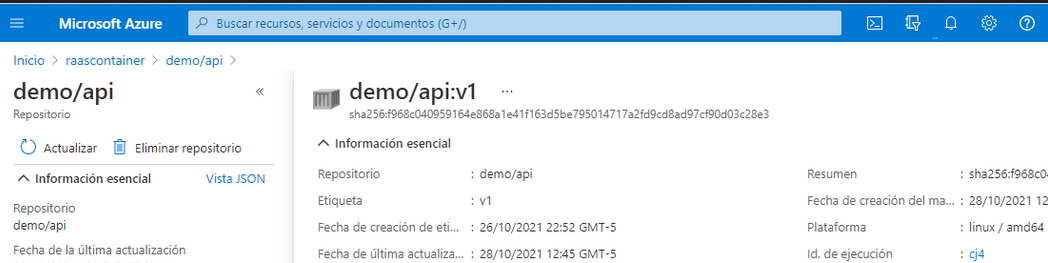 Microsoft Azure
Buscar recursos, servicios y documentos (G+/)
Inicio > raascontainer > demo/api >
demo/api «
Repositorio
Actualizar Eliminar repositorio
Información esencial Vista JSON
Repositorio
demo/api
Fecha de la última actualización
demo/api:v1 ...
sha256:f968c040959164e868a1e41f163d5be795014717a2fd9cd8ad97cf90d03c28e3
Información esencial
Repositorio : demo/api
Etiqueta : v1
Fecha de creación de eti... : 26/10/2021 22:52 GMT-5
Fecha de última actualiza... : 28/10/2021 12:45 GMT-5
Resumen : sha256:f968c0
Fecha de creación del ma... : 28/10/2021 12
Plataforma : linux / amd64
Id. de ejecución : cj4